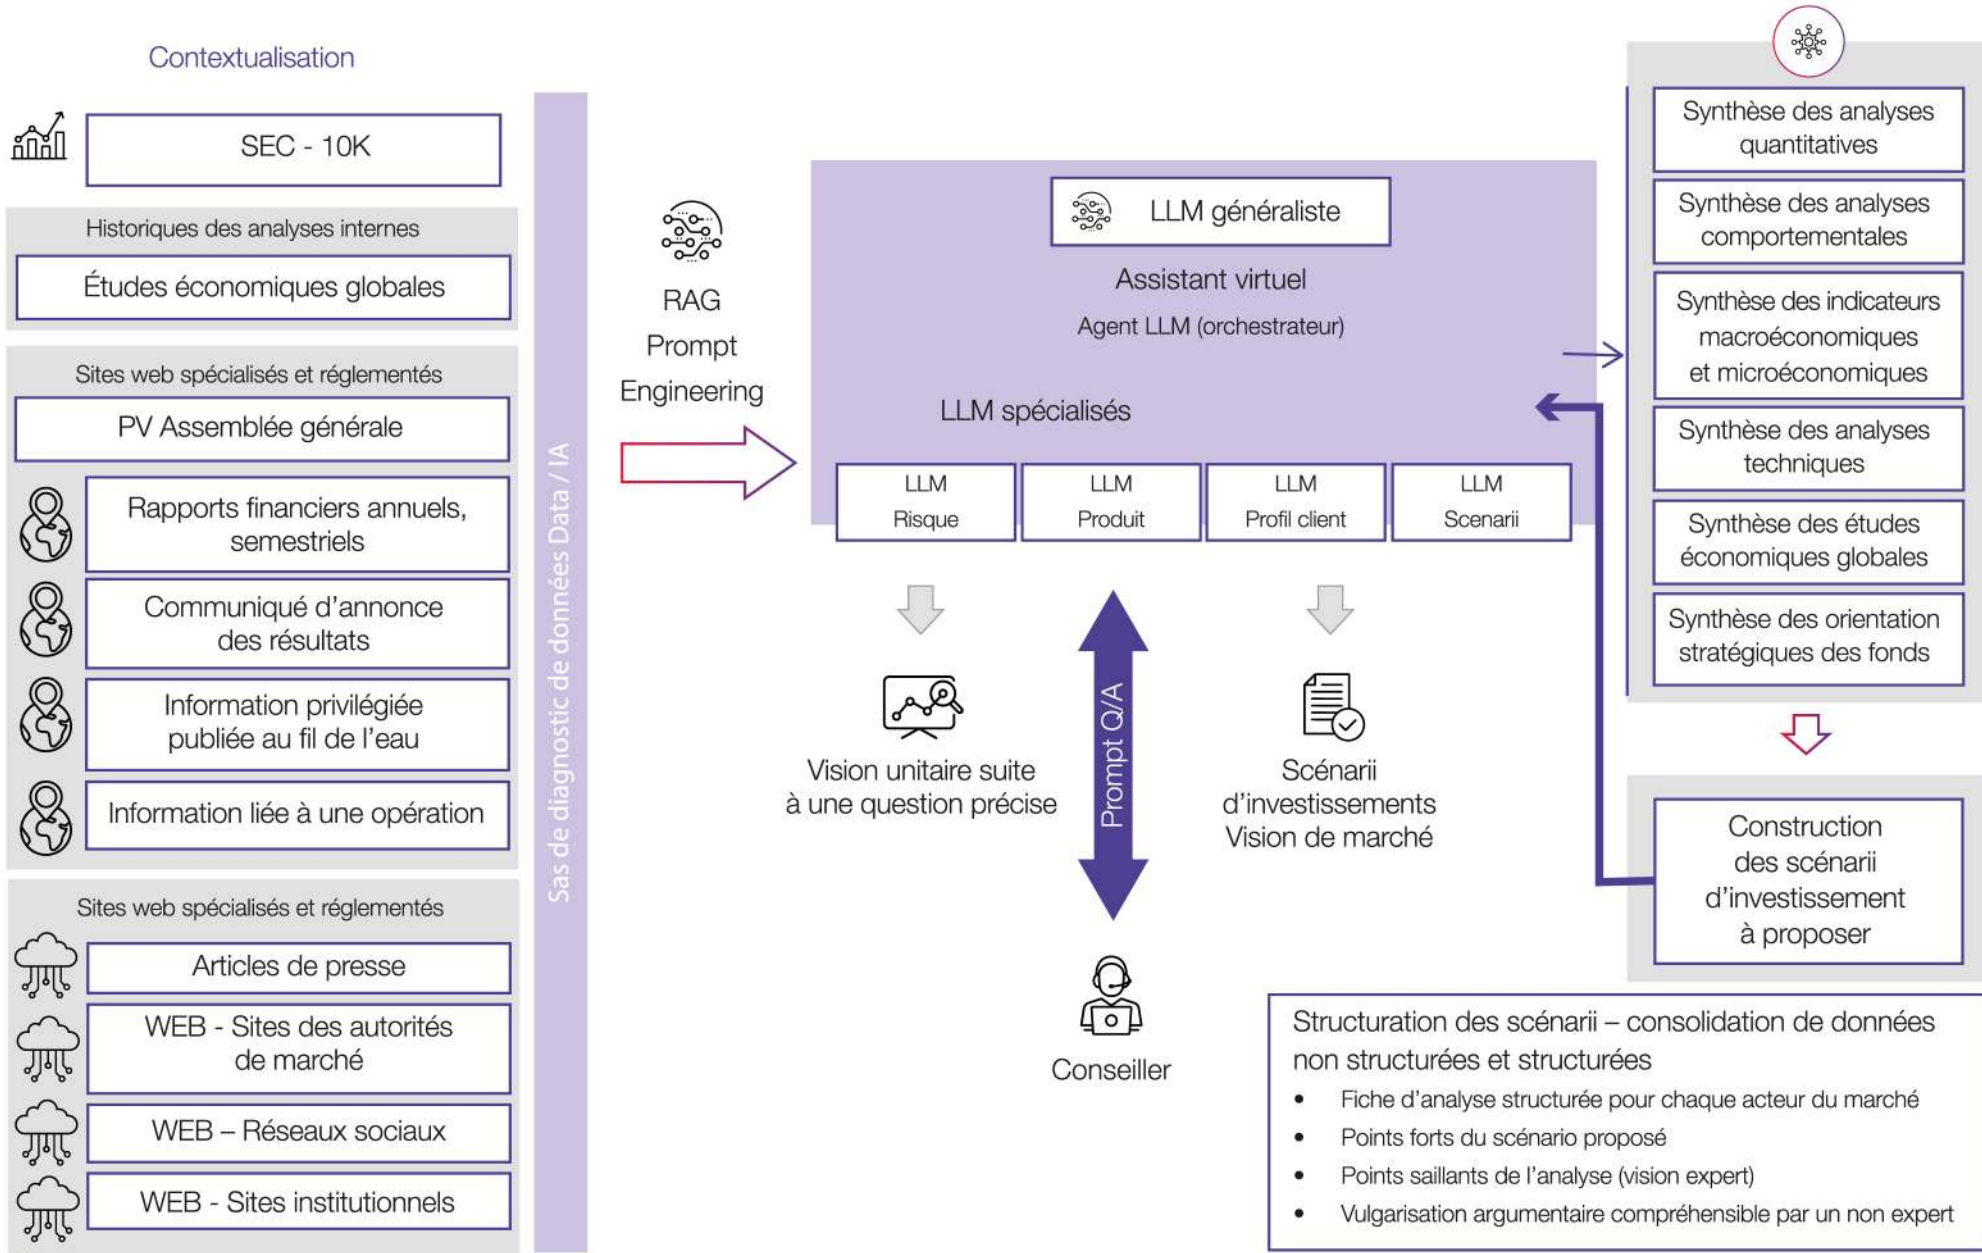 Contextualisation
SEC - 10K
Historiques des analyses internes
Études économiques globales
Sites web spécialisés et réglementés
PV Assemblée générale
Rapports financiers annuels,
semestriels
Communiqué d'annonce
des résultats
Information privilégiée
publiée au fil de l'eau
Information liée à une opération
Sites web spécialisés et réglementés
Articles de presse
WEB - Sites des autorités
de marché
WEB – Réseaux sociaux
WEB - Sites institutionnels
Sas de diagnostic de données Data / IA
RAG
Prompt
Engineering
LLM généraliste
Assistant virtuel
Agent LLM (orchestrateur)
LLM spécialisés
LLM
Risque
LLM
Produit
LLM
Profil client
LLM
Scenarii
Vision unitaire suite
à une question précise
Prompt Q/A
Scénarii
d'investissements
Vision de marché
Conseiller
Synthèse des analyses
quantitatives
Synthèse des analyses
comportementales
Synthèse des indicateurs
macroéconomiques
et microéconomiques
Synthèse des analyses
techniques
Synthèse des études
économiques globales
Synthèse des orientation
stratégiques des fonds
Construction
des scénarii
d'investissement
à proposer
Structuration des scénarii – consolidation de données
non structurées et structurées
• Fiche d'analyse structurée pour chaque acteur du marché
• Points forts du scénario proposé
• Points saillants de l'analyse (vision expert)
• Vulgarisation argumentaire compréhensible par un non expert